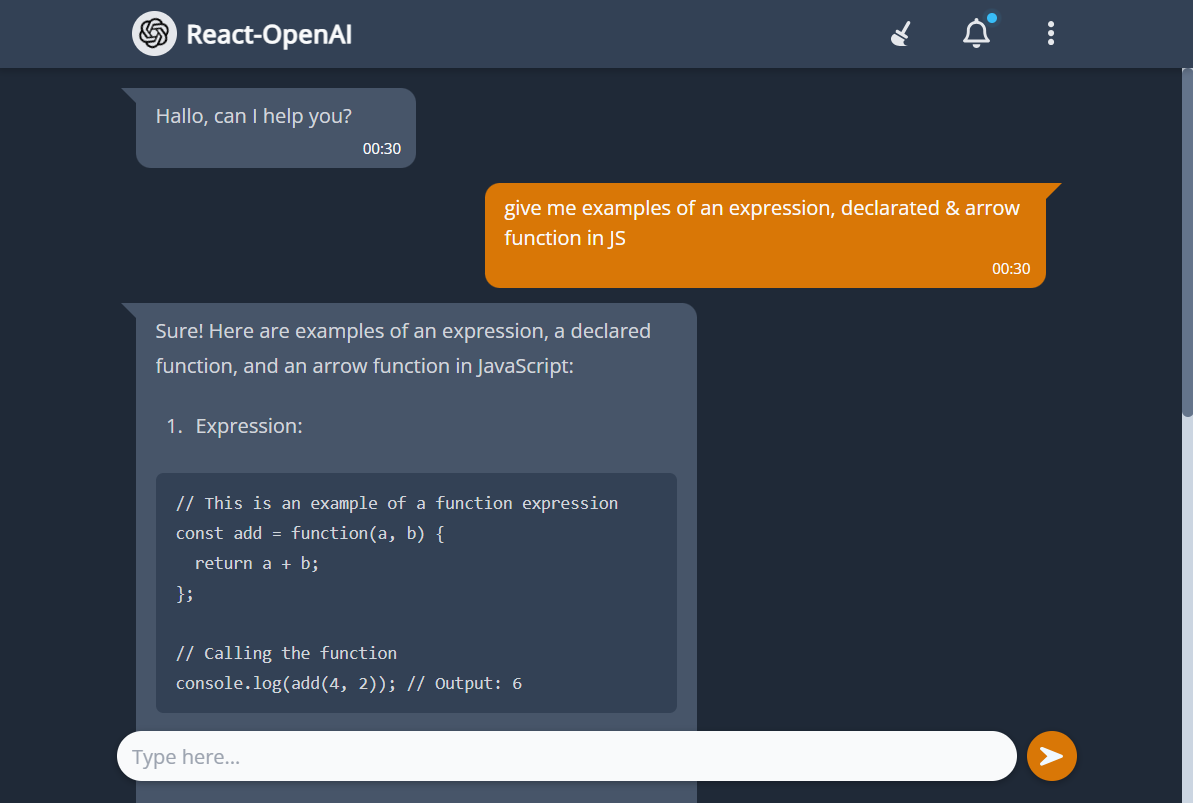 React-OpenAI
Hallo, can I help you?
00:30
give me examples of an expression, declarated & arrow
function in JS
00:30
Sure! Here are examples of an expression, a declared
function, and an arrow function in JavaScript:
1. Expression:
// This is an example of a function expression
const add = function(a, b) {
  return a + b;
};
// Calling the function
console.log(add(4, 2)); // Output: 6
Type here...